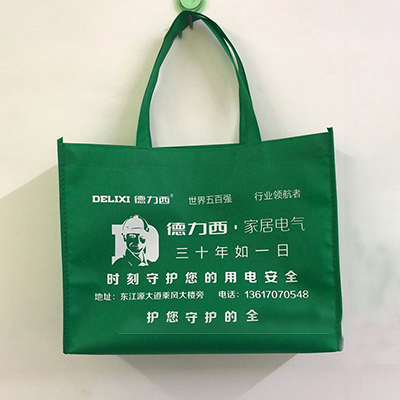 DELIXI 德力西® 世界五百强 行业领航者
德力西·家居电气
三十年如一日
时刻守护您的用电安全
地址：东江源大道乘风大楼旁 电话：13617070548
护您守护的全